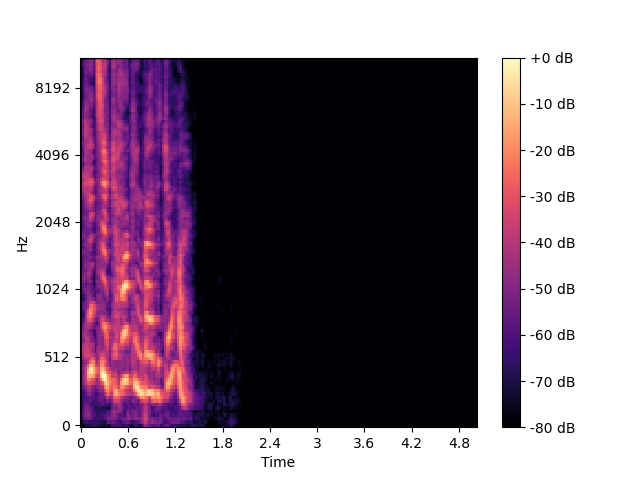 8192
4096
2048
1024
512
0
Hz
0 0.6 1.2 1.8 2.4 3 3.6 4.2 4.8
Time
+0 dB
-10 dB
-20 dB
-30 dB
-40 dB
-50 dB
-60 dB
-70 dB
-80 dB